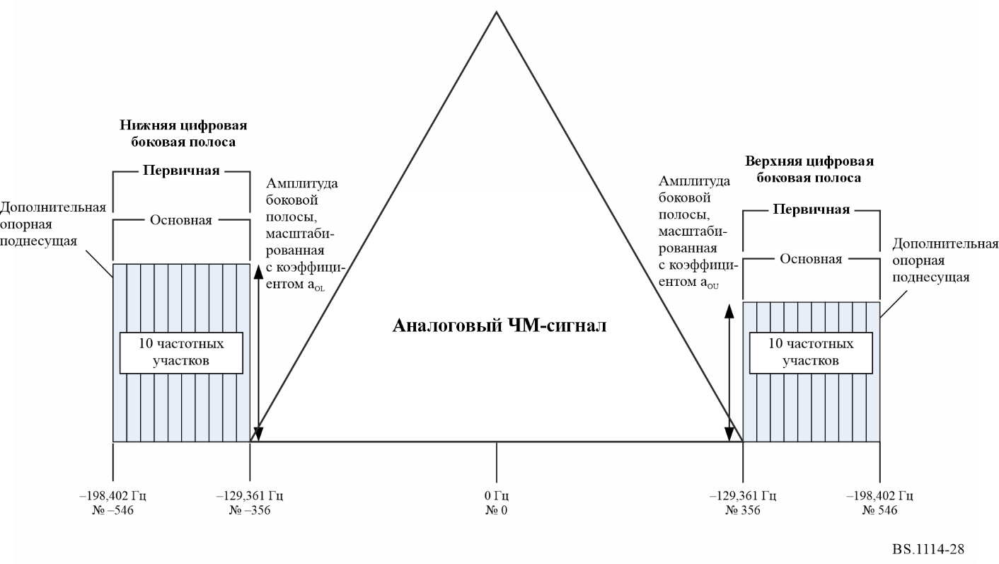 Нижняя цифровая
боковая полоса
Первичная
Основная
Дополнительная
опорная
поднесущая
10 частотных
участков
Амплитуда
боковой
полосы,
масштаби-
рованная
с коэффици-
ентом aOL
Аналоговый ЧМ-сигнал
Амплитуда
боковой
полосы,
масштаби-
рованная
с коэффици-
ентом aOU
Верхняя цифровая
боковая полоса
Первичная
Основная
Дополнительная
опорная
поднесущая
10 частотных
участков
–198,402 Гц
№ –546
–129,361 Гц
№ –356
0 Гц
№ 0
–129,361 Гц
№ 356
–198,402 Гц
№ 546
BS.1114-28